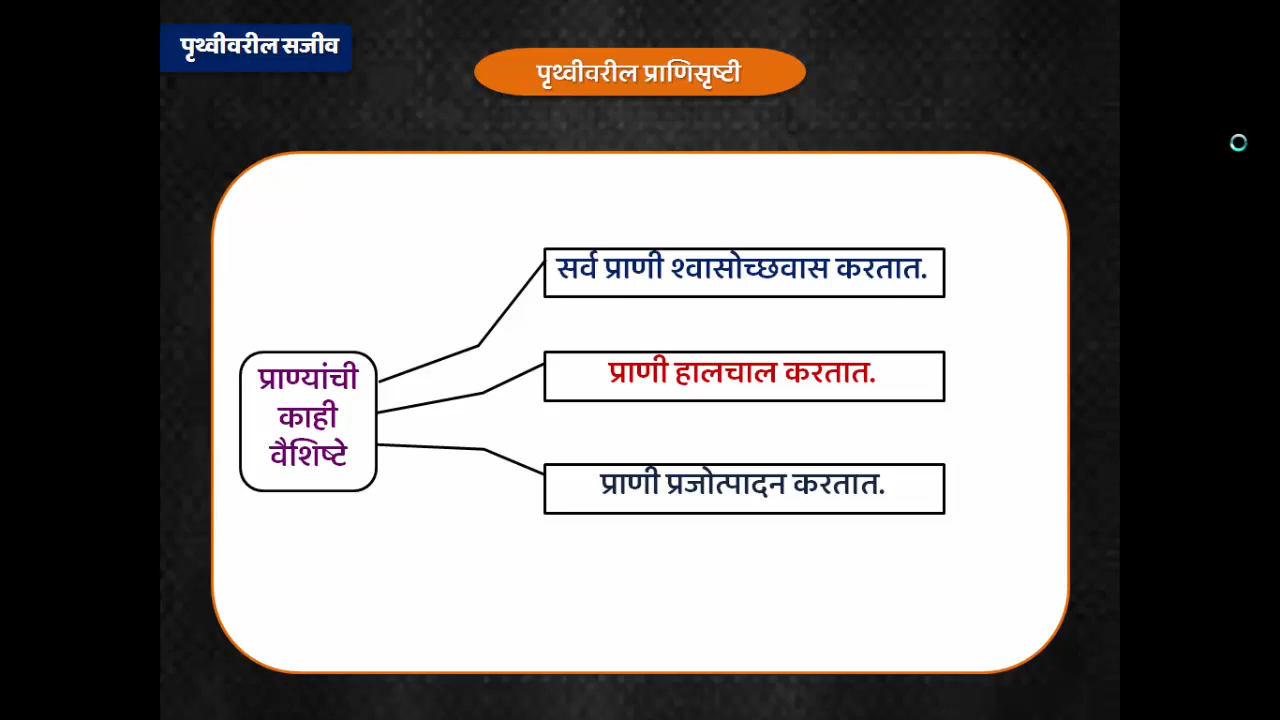 पृथ्वीवरील सजीव
पृथ्वीवरील प्राणिसृष्टी
सर्व प्राणी श्वासोच्छवास करतात.
प्राण्यांची
काही
वैशिष्टे
प्राणी हालचाल करतात.
प्राणी प्रजोत्पादन करतात.